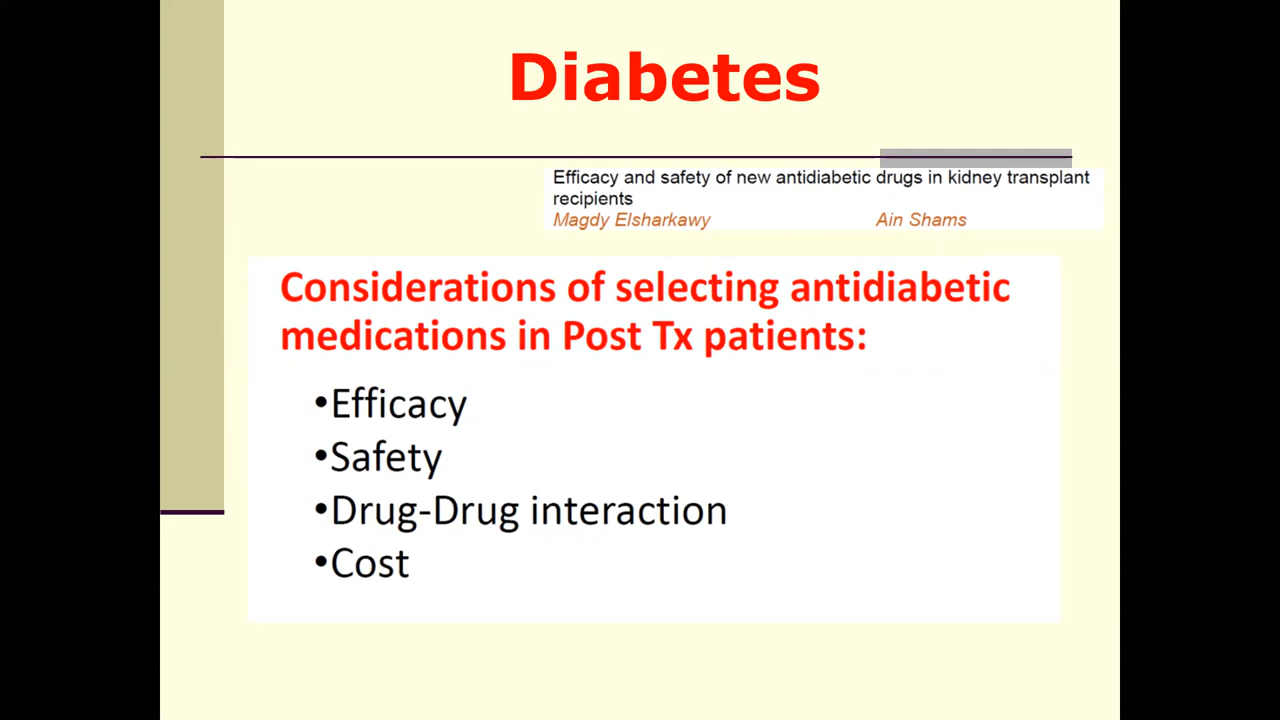 Diabetes
Efficacy and safety of new antidiabetic drugs in kidney transplant
recipients
Magdy Elsharkawy Ain Shams
Considerations of selecting antidiabetic
medications in Post Tx patients:
•Efficacy
•Safety
•Drug-Drug interaction
•Cost